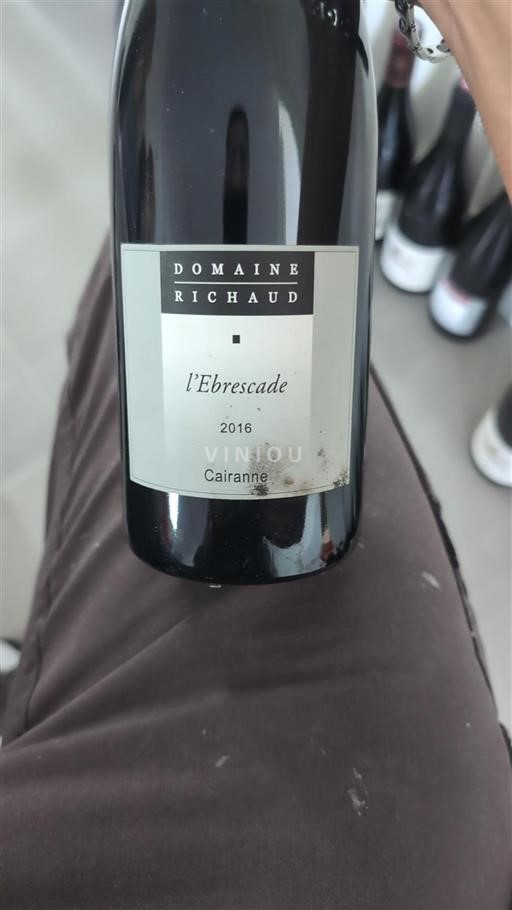 DOMAINE
RICHAUD
l'Ebrescade
2016
VINIOU
Cairanne